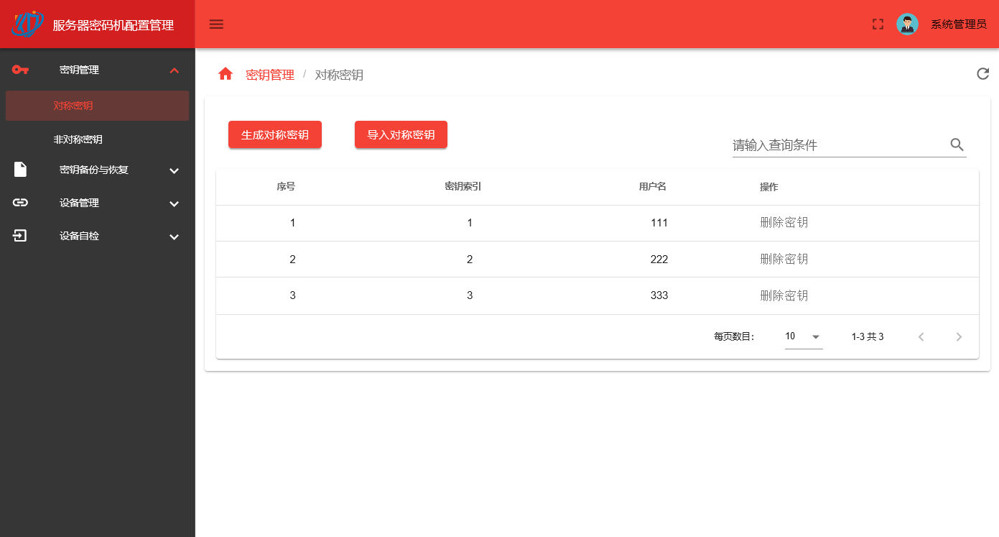 服务器密码机配置管理
系统管理员
密钥管理
对称密钥
非对称密钥
密钥备份与恢复
设备管理
设备自检
密钥管理 / 对称密钥
生成对称密钥 导入对称密钥
请输入查询条件
序号 密钥索引 用户名 操作
1 1 111 删除密钥
2 2 222 删除密钥
3 3 333 删除密钥
每页数目: 10 1-3 共 3